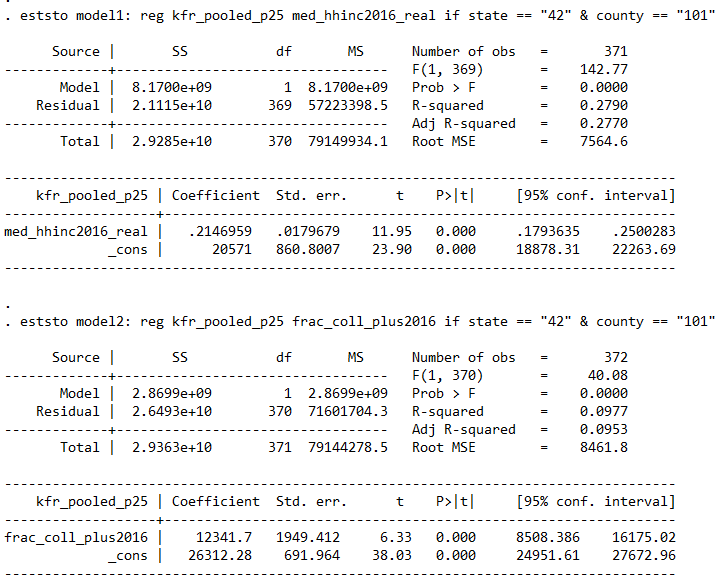 .
. eststo model1: reg kfr_pooled_p25 med_hhinc2016_real if state == "42" & county == "101"
      Source |       SS           df       MS      Number of obs   =       371
-------------+----------------------------------   F(1, 369)       =    142.77
       Model |  8.1700e+09         1  8.1700e+09   Prob > F        =    0.0000
    Residual |  2.1115e+10       369  57223398.5   R-squared       =    0.2790
-------------+----------------------------------   Adj R-squared   =    0.2770
       Total |  2.9285e+10       370  79149934.1   Root MSE        =    7564.6
------------------------------------------------------------------------------------
    kfr_pooled_p25 | Coefficient  Std. err.      t    P>|t|     [95% conf. interval]
-------------------+----------------------------------------------------------------
med_hhinc2016_real |   .2146959   .0179679    11.95   0.000     .1793635    .2500283
             _cons |      20571   860.8007    23.90   0.000     18878.31    22263.69
------------------------------------------------------------------------------------
.
. eststo model2: reg kfr_pooled_p25 frac_coll_plus2016 if state == "42" & county == "101"
      Source |       SS           df       MS      Number of obs   =       372
-------------+----------------------------------   F(1, 370)       =     40.08
       Model |  2.8699e+09         1  2.8699e+09   Prob > F        =    0.0000
    Residual |  2.6493e+10       370  71601704.3   R-squared       =    0.0977
-------------+----------------------------------   Adj R-squared   =    0.0953
       Total |  2.9363e+10       371  79144278.5   Root MSE        =    8461.8
------------------------------------------------------------------------------------
    kfr_pooled_p25 | Coefficient  Std. err.      t    P>|t|     [95% conf. interval]
-------------------+----------------------------------------------------------------
frac_coll_plus2016 |    12341.7   1949.412     6.33   0.000     8508.386    16175.02
             _cons |   26312.28    691.964    38.03   0.000     24951.61    27672.96
------------------------------------------------------------------------------------